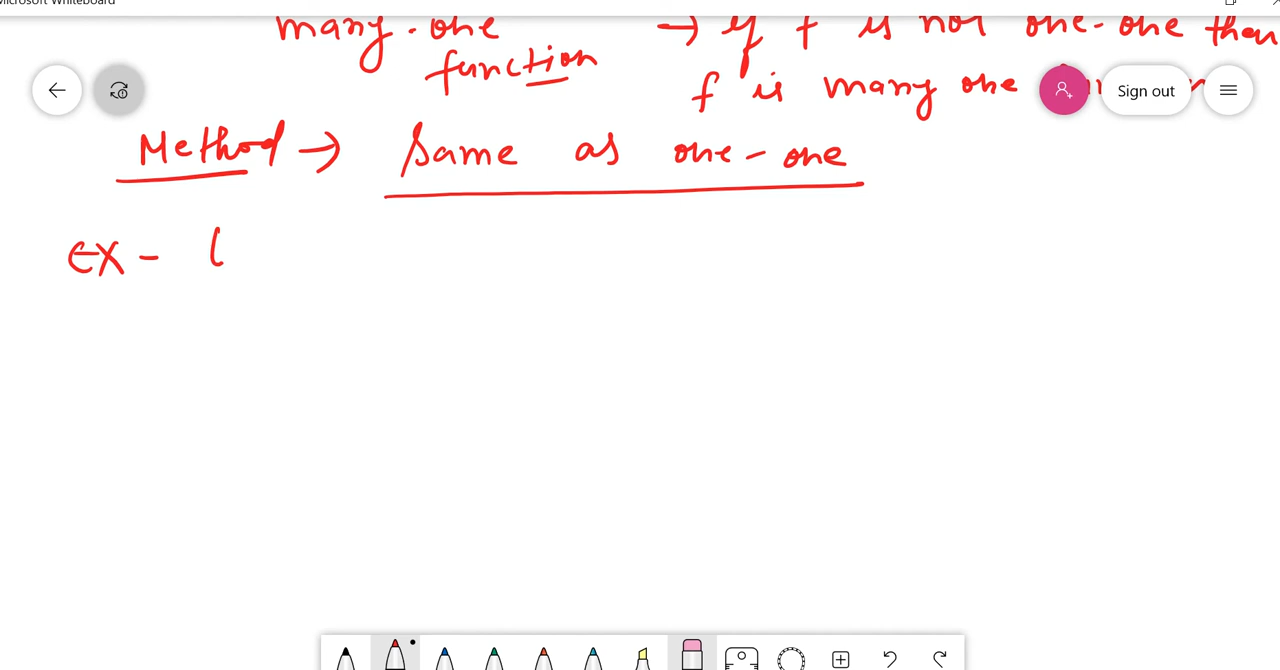 Microsoft Whiteboard
many-one → if f is not one-one then
function
f is many one
Sign out
Method → Same as one-one
EX - (